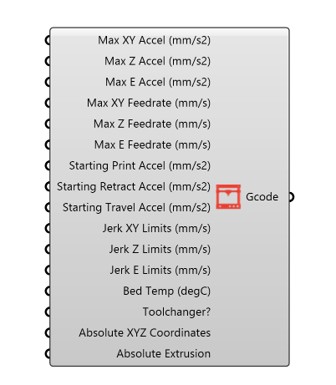 Max XY Accel (mm/s2)
Max Z Accel (mm/s2)
Max E Accel (mm/s2)
Max XY Feedrate (mm/s)
Max Z Feedrate (mm/s)
Max E Feedrate (mm/s)
Starting Print Accel (mm/s2)
Starting Retract Accel (mm/s2)
Starting Travel Accel (mm/s2)
Jerk XY Limits (mm/s)
Jerk Z Limits (mm/s)
Jerk E Limits (mm/s)
Bed Temp (degC)
Toolchanger?
Absolute XYZ Coordinates
Absolute Extrusion
Gcode